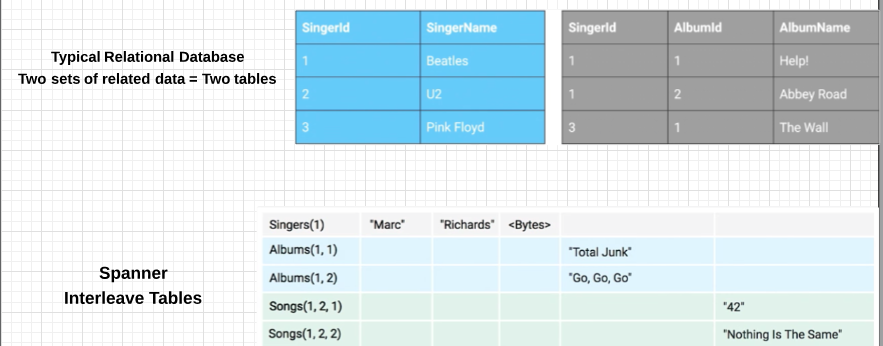 Typical Relational Database
Two sets of related data = Two tables
SingerId SingerName
1 Beatles
2 U2
3 Pink Floyd
SingerId AlbumId AlbumName
1 1 Help!
1 2 Abbey Road
3 1 The Wall
Spanner
Interleave Tables
Singers(1) "Marc" "Richards" <Bytes>
Albums(1, 1) "Total Junk"
Albums(1, 2) "Go, Go, Go"
Songs(1, 2, 1) "42"
Songs(1, 2, 2) "Nothing Is The Same"